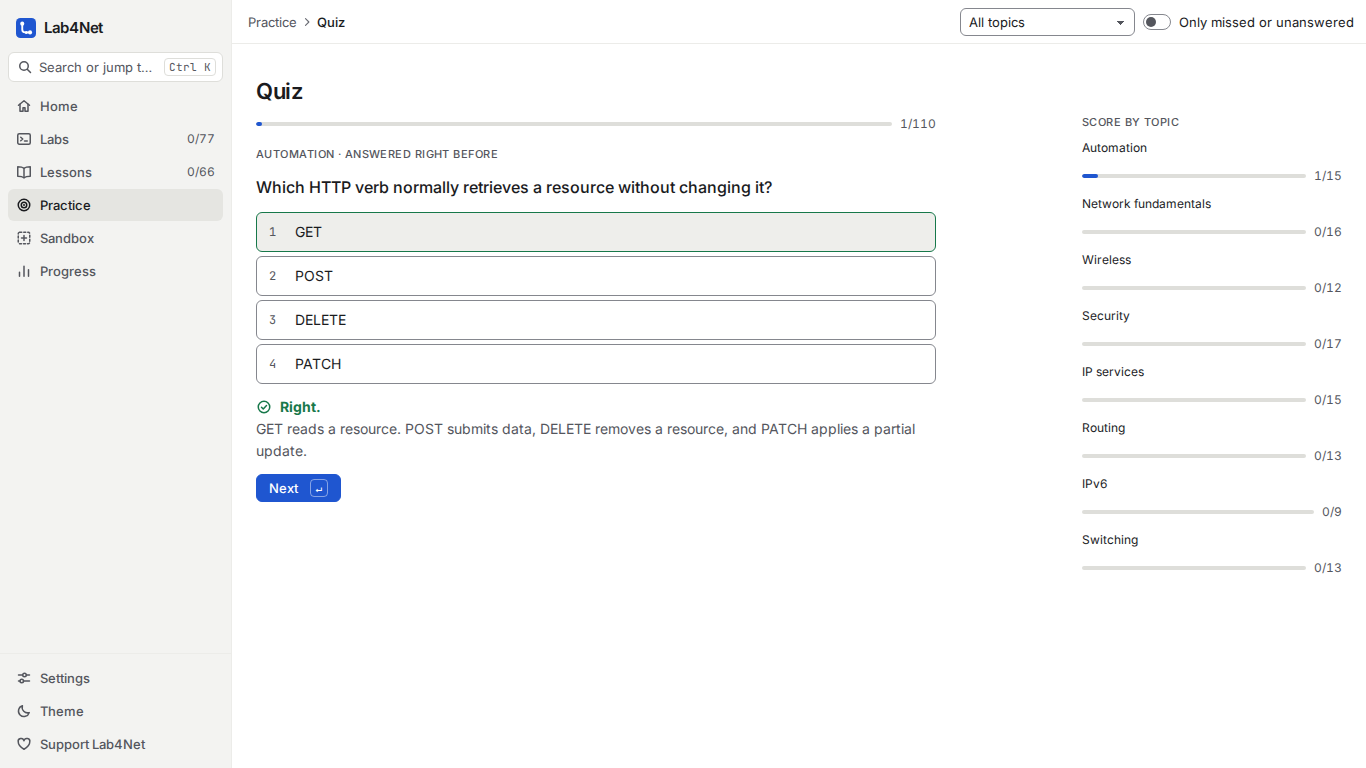 Lab4Net
Search or jump t... Ctrl K
Home
Labs 0/77
Lessons 0/66
Practice
Sandbox
Progress
Settings
Theme
Support Lab4Net
Practice > Quiz
All topics
Only missed or unanswered
Quiz
1/110
AUTOMATION · ANSWERED RIGHT BEFORE
Which HTTP verb normally retrieves a resource without changing it?
1 GET
2 POST
3 DELETE
4 PATCH
Right.
GET reads a resource. POST submits data, DELETE removes a resource, and PATCH applies a partial
update.
Next ↵
SCORE BY TOPIC
Automation
1/15
Network fundamentals
0/16
Wireless
0/12
Security
0/17
IP services
0/15
Routing
0/13
IPv6
0/9
Switching
0/13